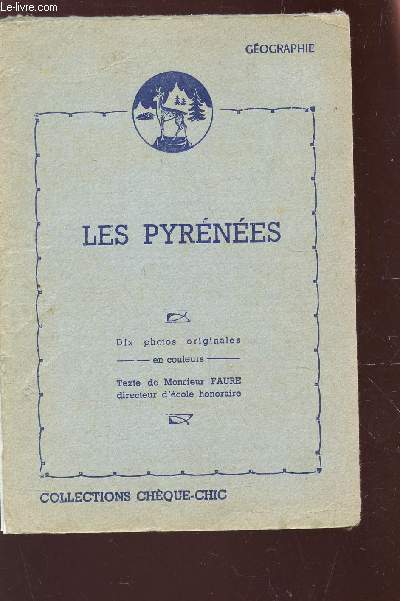 Le-livre.com
GÉOGRAPHIE
LES PYRÉNÉES
Dix photos originales
en couleurs
Texte de Monsieur FAURE
directeur d'école honoraire
COLLECTIONS CHÈQUE-CHIC